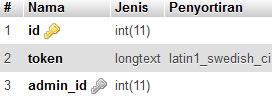 # Nama Jenis Penyortiran
1 id int(11)
2 token longtext latin1_swedish_ci
3 admin_id int(11)